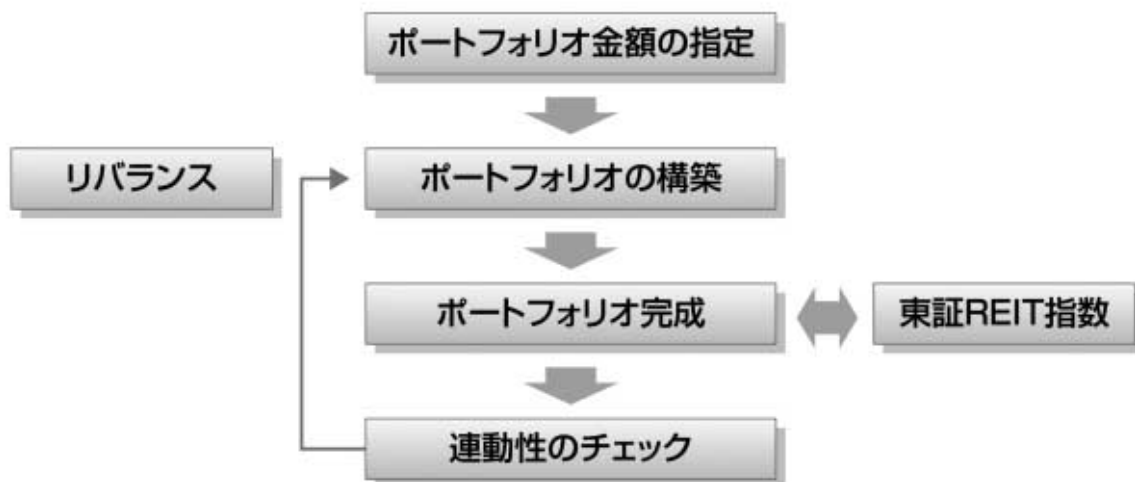 ポートフォリオ金額の指定
リバランス
ポートフォリオの構築
ポートフォリオ完成
東証REIT指数
連動性のチェック